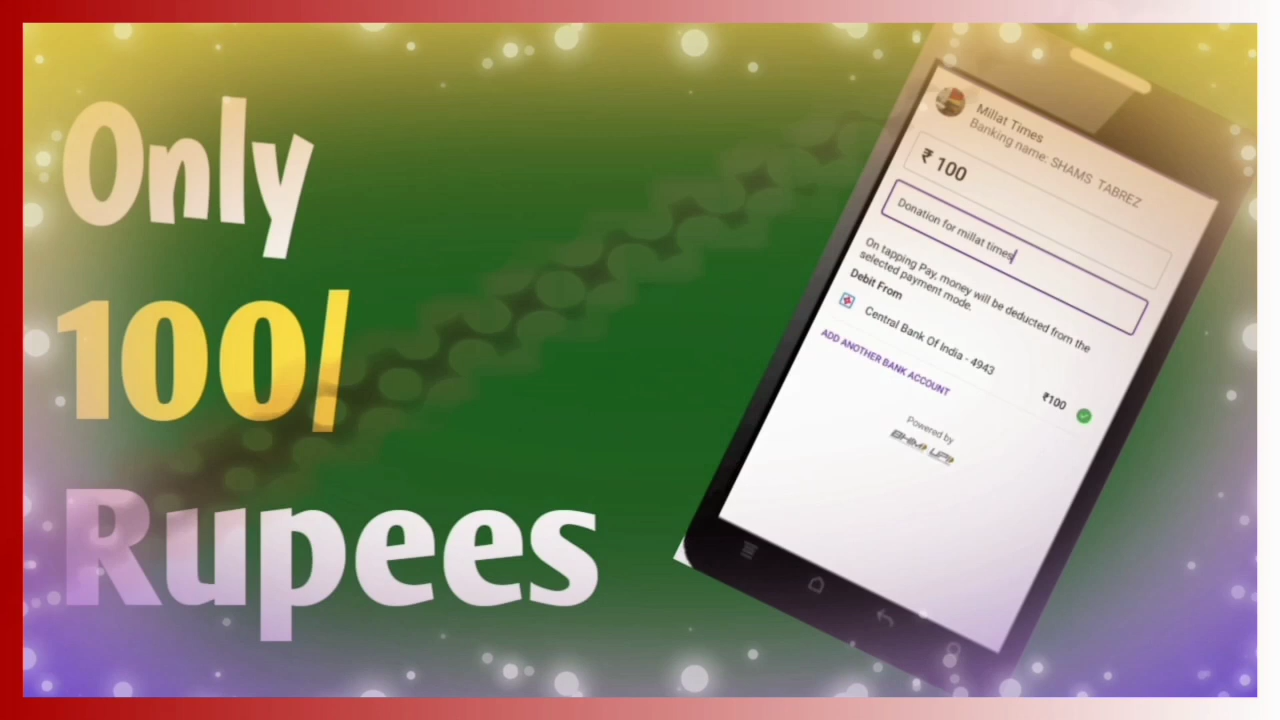 Only
100/
Rupees
Millat Times
Banking name: SHAMS TABREZ
₹ 100
Donation for millat times
On tapping Pay, money will be deducted from the
selected payment mode.
Debit From
Central Bank Of India - 4943
₹100
ADD ANOTHER BANK ACCOUNT
Powered by
BHIM UPI